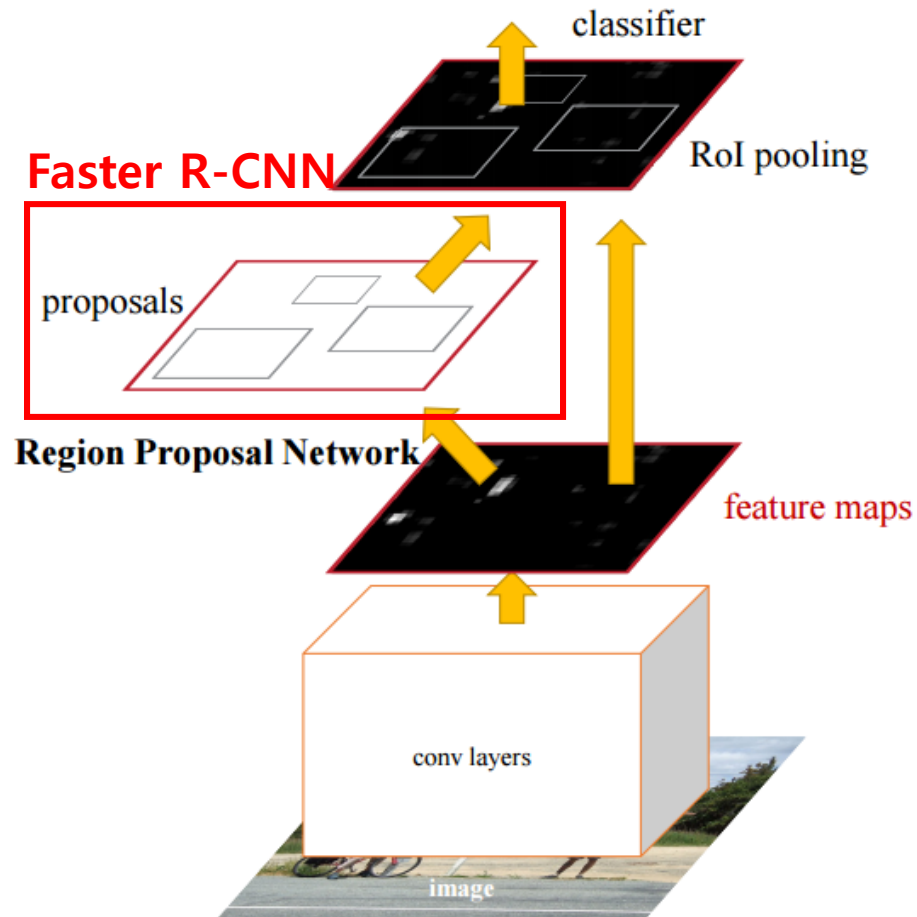 classifier
RoI pooling
Faster R-CNN
proposals
Region Proposal Network
feature maps
conv layers
image